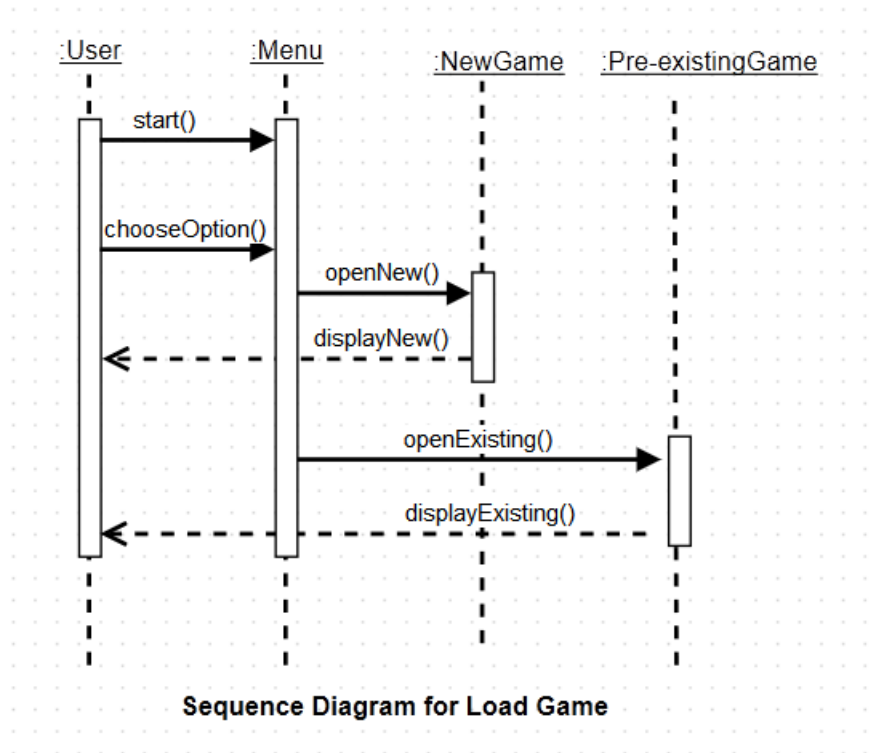 :User
:Menu
:NewGame
:Pre-existingGame
start()
chooseOption()
openNew()
displayNew()
openExisting()
displayExisting()
Sequence Diagram for Load Game